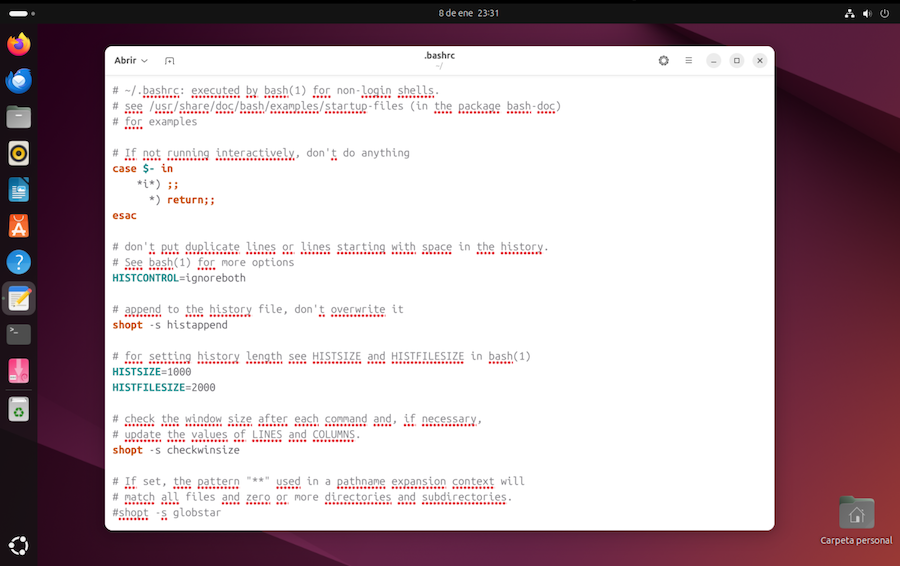 8 de ene 23:31
Abrir
.bashrc
~/
# ~/.bashrc: executed by bash(1) for non-login shells.
# see /usr/share/doc/bash/examples/startup-files (in the package bash-doc)
# for examples
# If not running interactively, don't do anything
case $- in
*i*) ;;
*) return;;
esac
# don't put duplicate lines or lines starting with space in the history.
# See bash(1) for more options
HISTCONTROL=ignoreboth
# append to the history file, don't overwrite it
shopt -s histappend
# for setting history length see HISTSIZE and HISTFILESIZE in bash(1)
HISTSIZE=1000
HISTFILESIZE=2000
# check the window size after each command and, if necessary,
# update the values of LINES and COLUMNS.
shopt -s checkwinsize
# If set, the pattern "**" used in a pathname expansion context will
# match all files and zero or more directories and subdirectories.
#shopt -s globstar
Carpeta personal